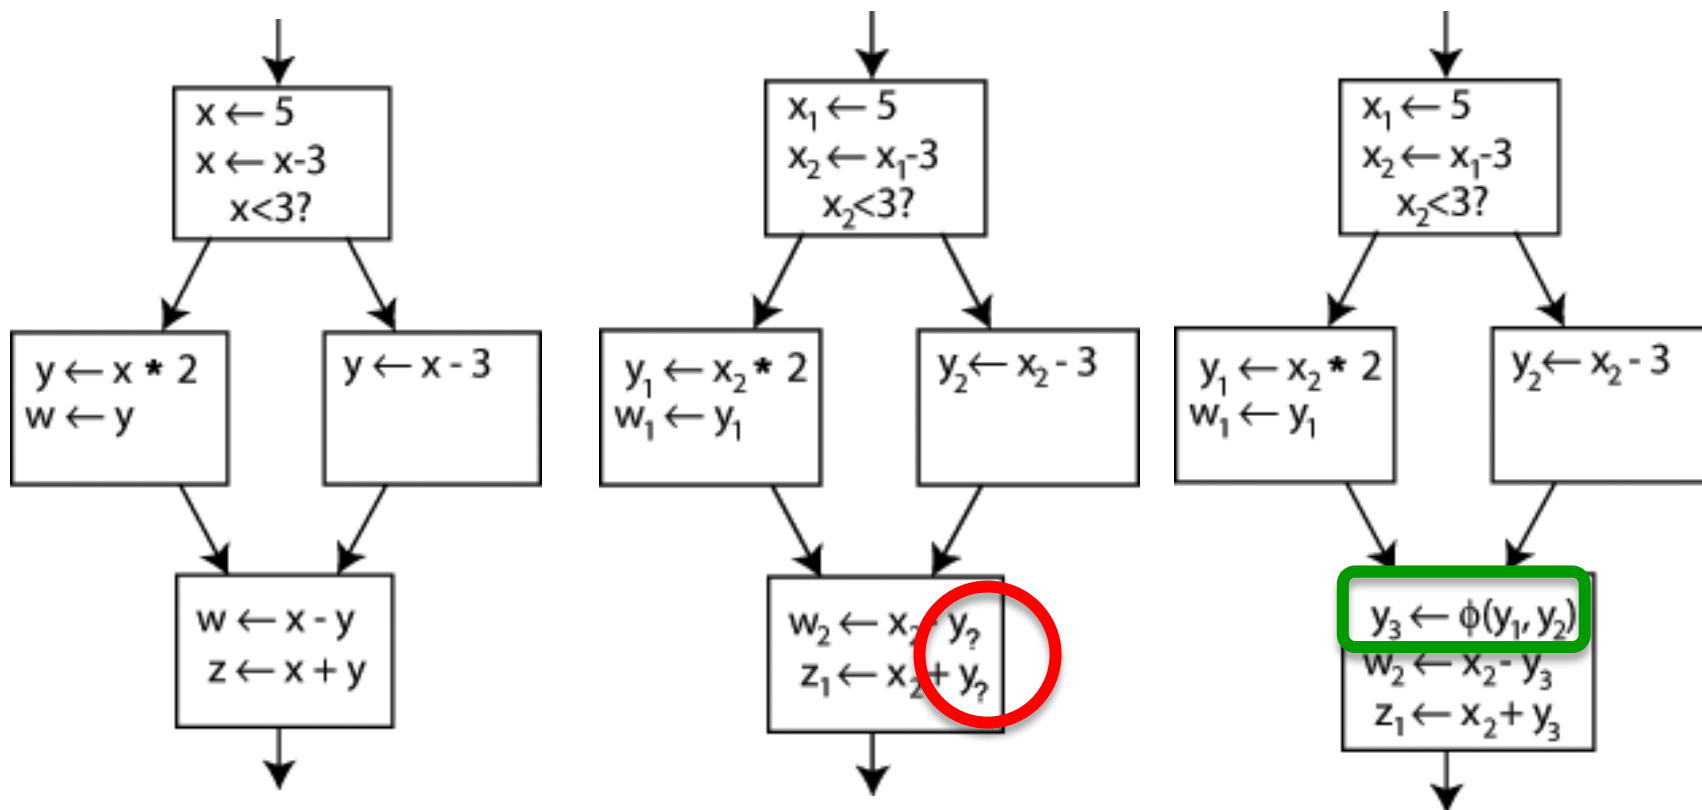 x ← 5
x ← x-3
x<3?
y ← x * 2
w ← y
y ← x - 3
w ← x - y
z ← x + y
x₁ ← 5
x₂ ← x₁-3
x₂<3?
y₁ ← x₂ * 2
w₁ ← y₁
y₂ ← x₂ - 3
w₂ ← x₂ - y?
z₁ ← x₂ + y?
x₁ ← 5
x₂ ← x₁-3
x₂<3?
y₁ ← x₂ * 2
w₁ ← y₁
y₂ ← x₂ - 3
y₃ ← ϕ(y₁, y₂)
w₂ ← x₂ - y₃
z₁ ← x₂ + y₃